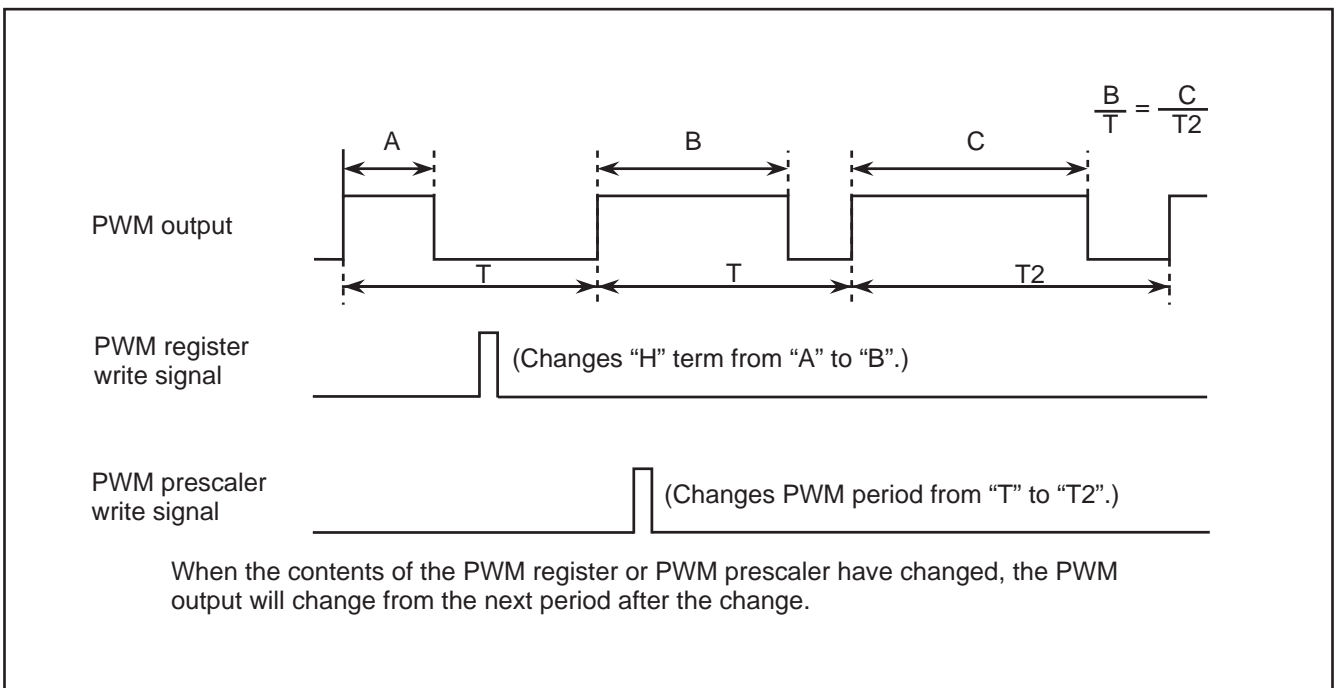 B
T
=
C
T2
A
B
C
PWM output
T
T
T2
PWM register
write signal
(Changes “H” term from “A” to “B”.)
PWM prescaler
write signal
(Changes PWM period from “T” to “T2”.)
When the contents of the PWM register or PWM prescaler have changed, the PWM
output will change from the next period after the change.